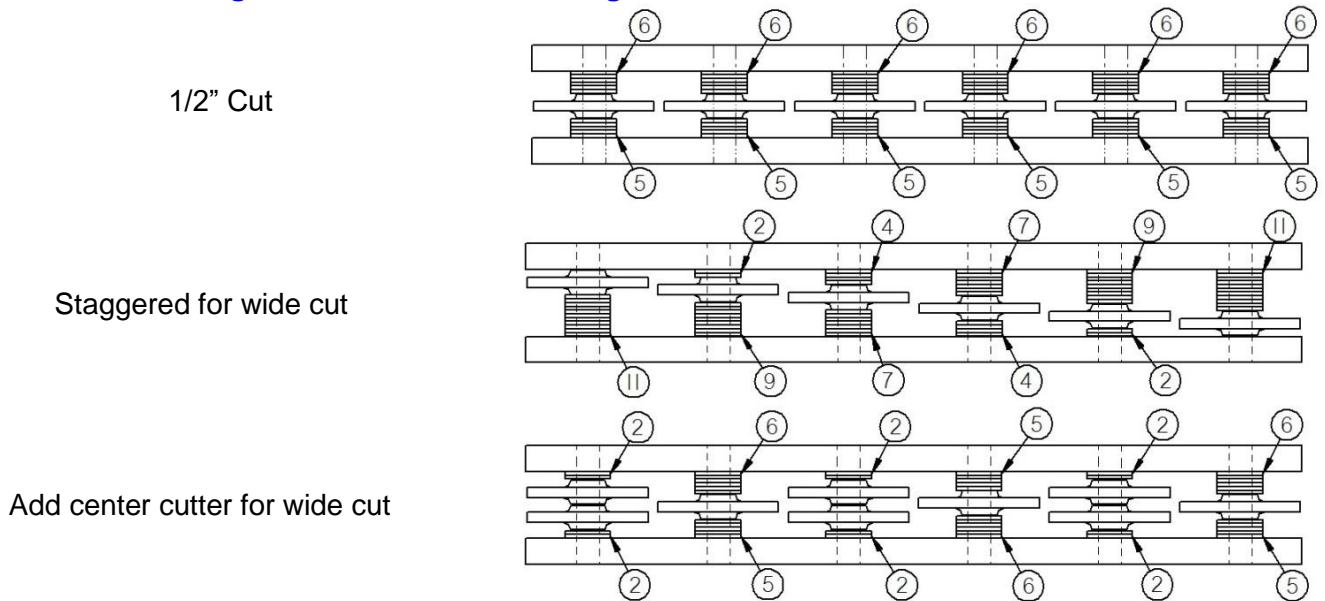 6 6 6 6 6 6
1/2” Cut
5 5 5 5 5 5
2 4 7 9 11
Staggered for wide cut
11 9 7 4 2
2 6 2 5 2 6
Add center cutter for wide cut
2 5 2 6 2 5